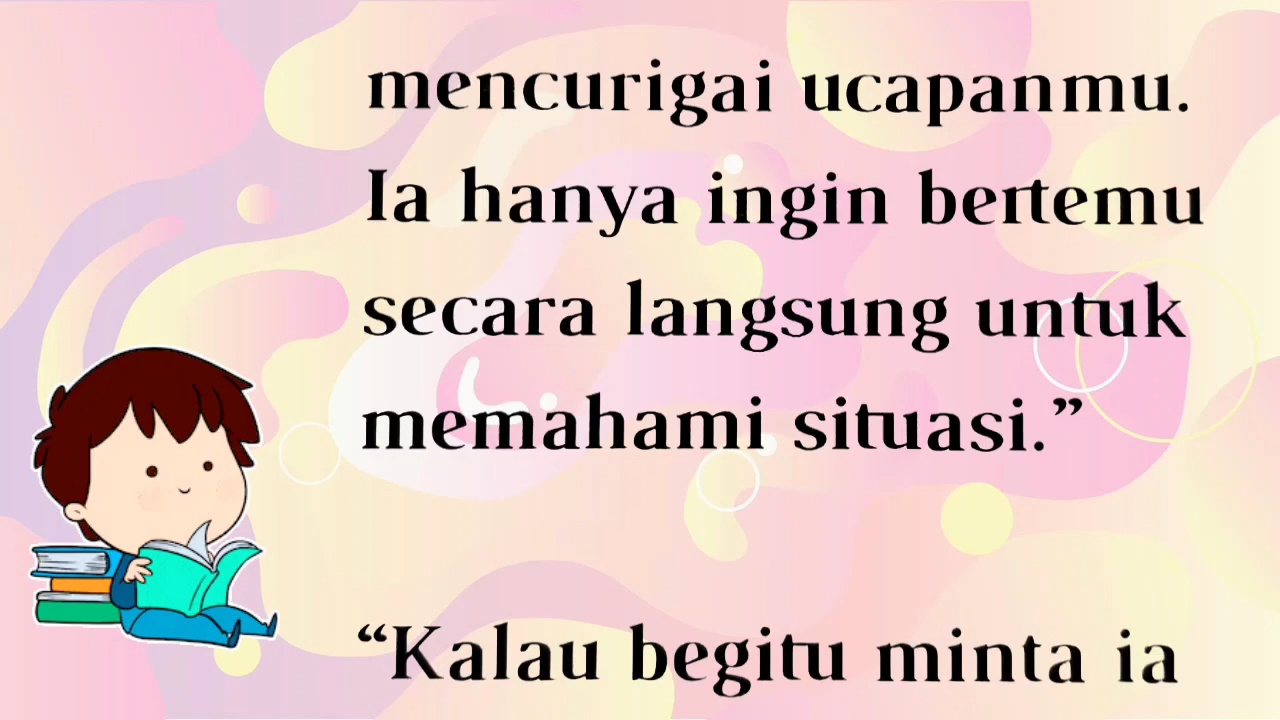 mencurigai ucapanmu.
Ia hanya ingin bertemu
secara langsung untuk
memahami situasi.”
“Kalau begitu minta ia